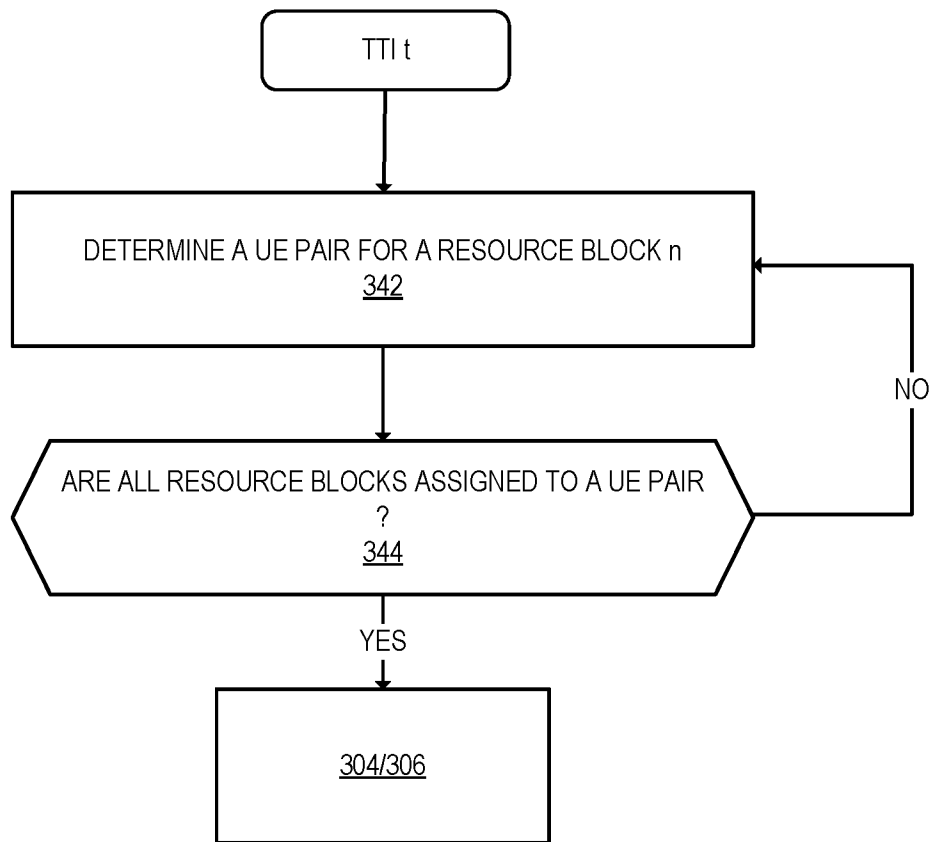 TTI t
DETERMINE A UE PAIR FOR A RESOURCE BLOCK n
342
NO
ARE ALL RESOURCE BLOCKS ASSIGNED TO A UE PAIR
?
344
YES
304/306